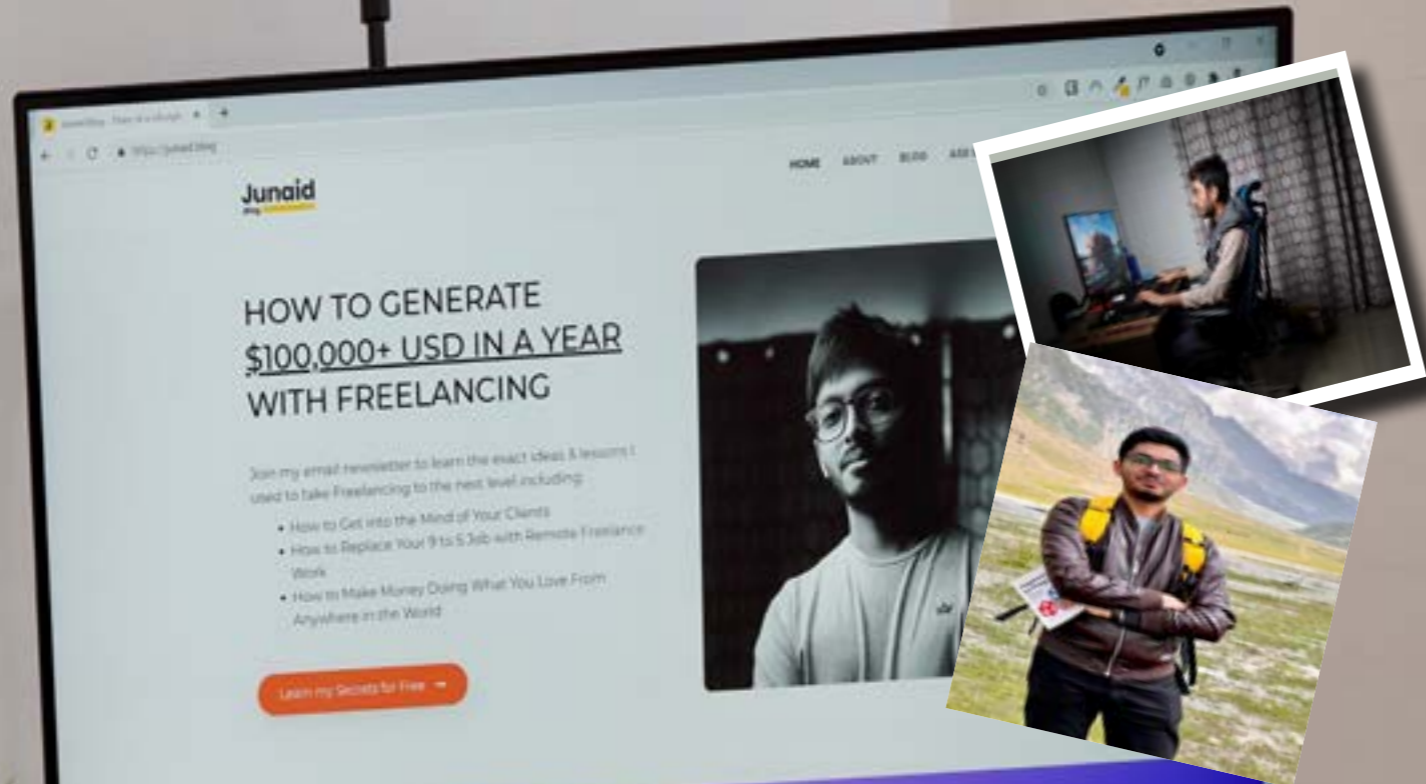 Junaid
HOME ABOUT BLOG
HOW TO GENERATE
$100,000+ USD IN A YEAR
WITH FREELANCING
Join my email newsletter to learn the exact ideas & lessons I
used to take Freelancing to the next level including:
• How to Get into the Mind of Your Clients
• How to Replace Your 9 to 5 Job with Remote Freelance
Work
• How to Make Money Doing What You Love From
Anywhere in the World
Learn my Secrets for Free →